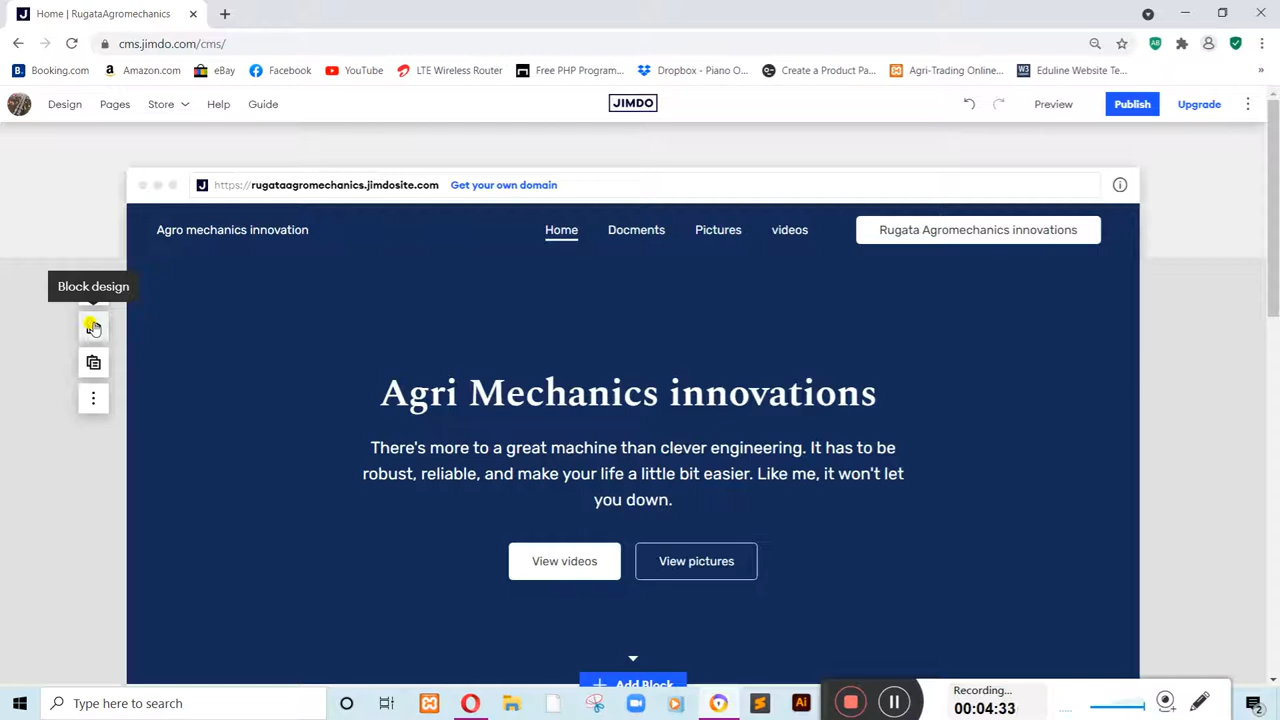 Home | RugataAgromechanics
cms.jimdo.com/cms/
Booking.com
Amazon.com
eBay
Facebook
YouTube
LTE Wireless Router
Free PHP Program...
Dropbox - Piano O...
Create a Product Pa...
Agri-Trading Online...
Eduline Website Te...
»
Design
Pages
Store
Help
Guide
JIMDO
Preview
Publish
Upgrade
https://rugataagromechanics.jimdosite.com
Get your own domain
Agro mechanics innovation
Home
Docments
Pictures
videos
Rugata Agromechanics innovations
Block design
Agri Mechanics innovations
There's more to a great machine than clever engineering. It has to be
robust, reliable, and make your life a little bit easier. Like me, it won't let
you down.
View videos
View pictures
+ Add Block
Type here to search
Recording...
00:04:33
2